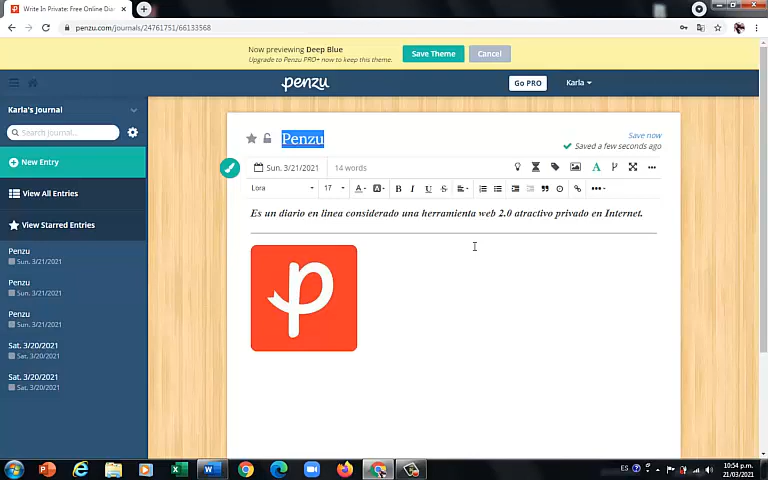 Write In Private: Free Online Dia
penzu.com/journals/24761751/66133568
Now previewing Deep Blue
Upgrade to Penzu PRO+ now to keep this theme.
Save Theme
Cancel
penzu
Go PRO
Karla
Karla's Journal
Search journal...
New Entry
View All Entries
View Starred Entries
Penzu
Sun. 3/21/2021
Penzu
Sun. 3/21/2021
Penzu
Sun. 3/21/2021
Sat. 3/20/2021
Sat. 3/20/2021
Sat. 3/20/2021
Sat. 3/20/2021
Penzu
Save now
Saved a few seconds ago
Sun. 3/21/2021
14 words
Lora
17
A
A
B
I
U
S
Es un diario en linea considerado una herramienta web 2.0 atractivo privado en Internet.
ES
10:54 p.m.
21/03/2021